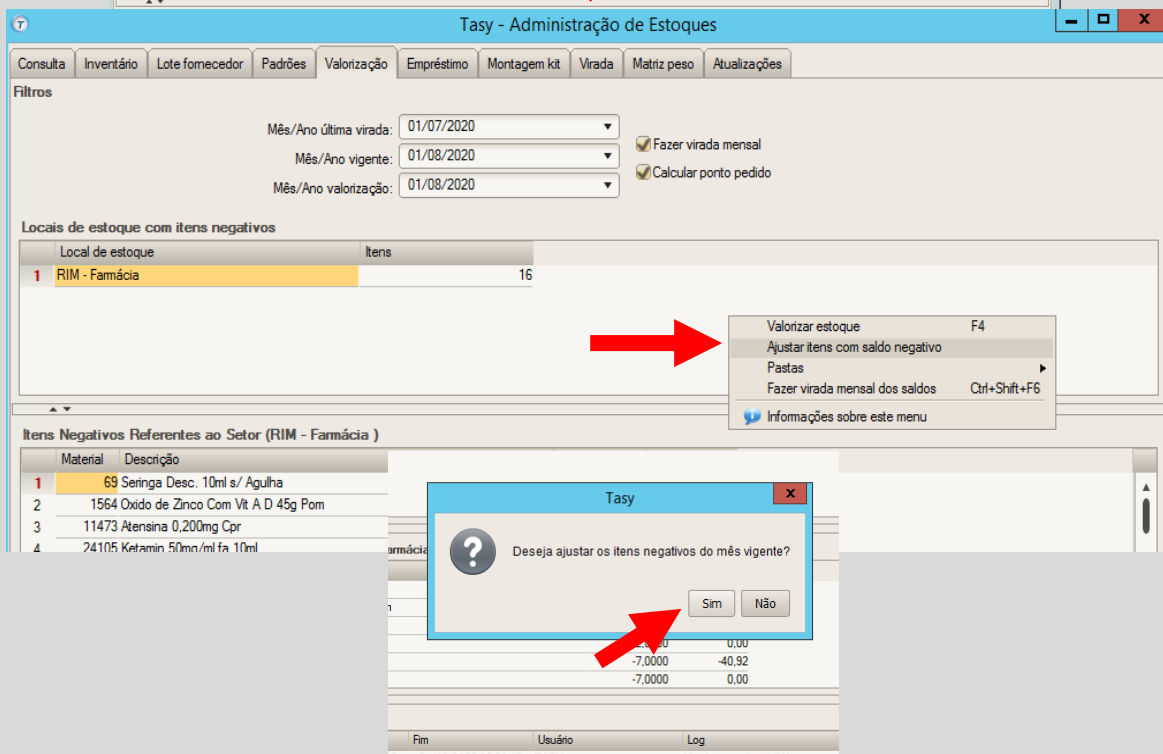 Tasy - Administração de Estoques
Consulta Inventário Lote fornecedor Padrões Valorização Empréstimo Montagem kit Virada Matriz peso Atualizações
Filtros
Mês/Ano última virada: 01/07/2020
Fazer virada mensal
Mês/Ano vigente: 01/08/2020
Calcular ponto pedido
Mês/Ano valorização: 01/08/2020
Locais de estoque com itens negativos
Local de estoque Itens
1 RIM - Farmácia 16
Valorizar estoque F4
Ajustar itens com saldo negativo
Pastas
Fazer virada mensal dos saldos Ctrl+Shift+F6
Informações sobre este menu
Itens Negativos Referentes ao Setor (RIM - Farmácia )
Material Descrição
1 69 Seringa Desc. 10ml s/ Agulha
2 1564 Oxido de Zinco Com Vit A D 45g Pom
3 11473 Atensina 0,200mg Cpr
4 24105 Ketamin 50mg/ml fa 10ml
Tasy
Deseja ajustar os itens negativos do mês vigente?
Sim Não
0,00
-7,0000 -40,92
-7,0000 0,00
Fim Usuário Log